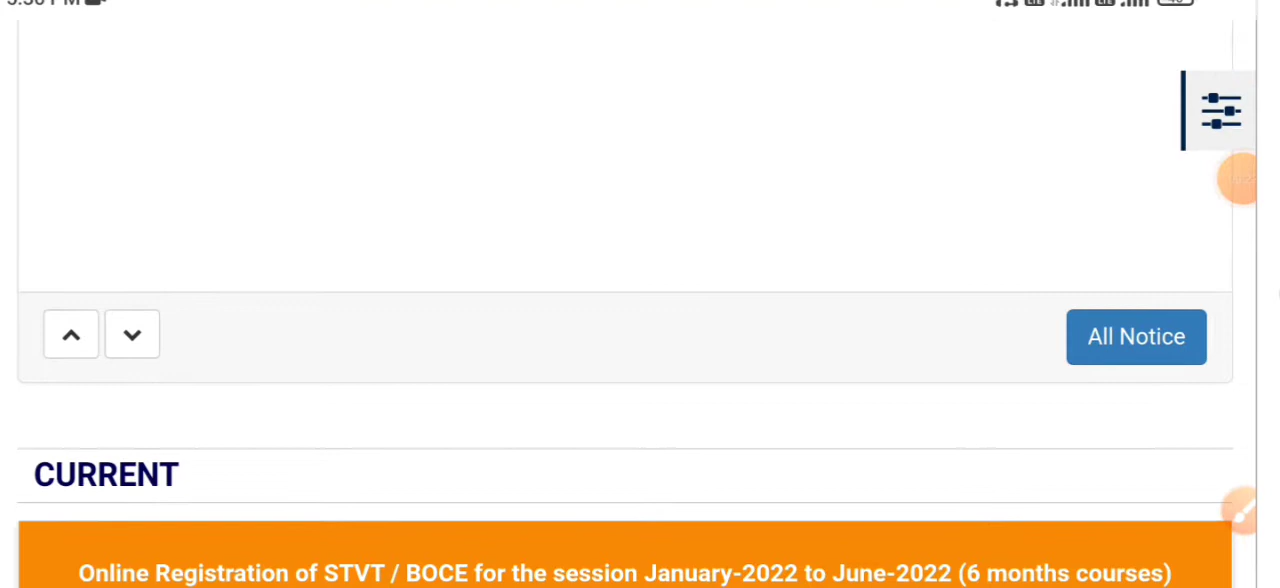 All Notice
CURRENT
Online Registration of STVT / BOCE for the session January-2022 to June-2022 (6 months courses)